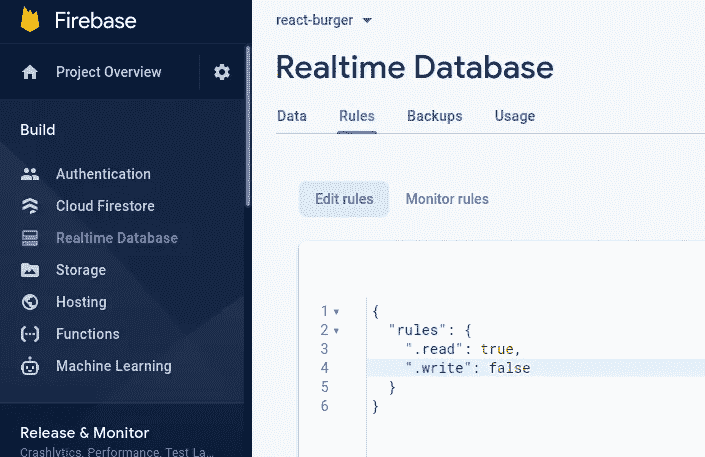 Firebase
Project Overview
Build
Authentication
Cloud Firestore
Realtime Database
Storage
Hosting
Functions
Machine Learning
Release & Monitor
Crashlytics, Performance, Test La...
react-burger
Realtime Database
Data Rules Backups Usage
Edit rules Monitor rules
1 {
2 "rules": {
3 ".read": true,
4 ".write": false
5 }
6 }